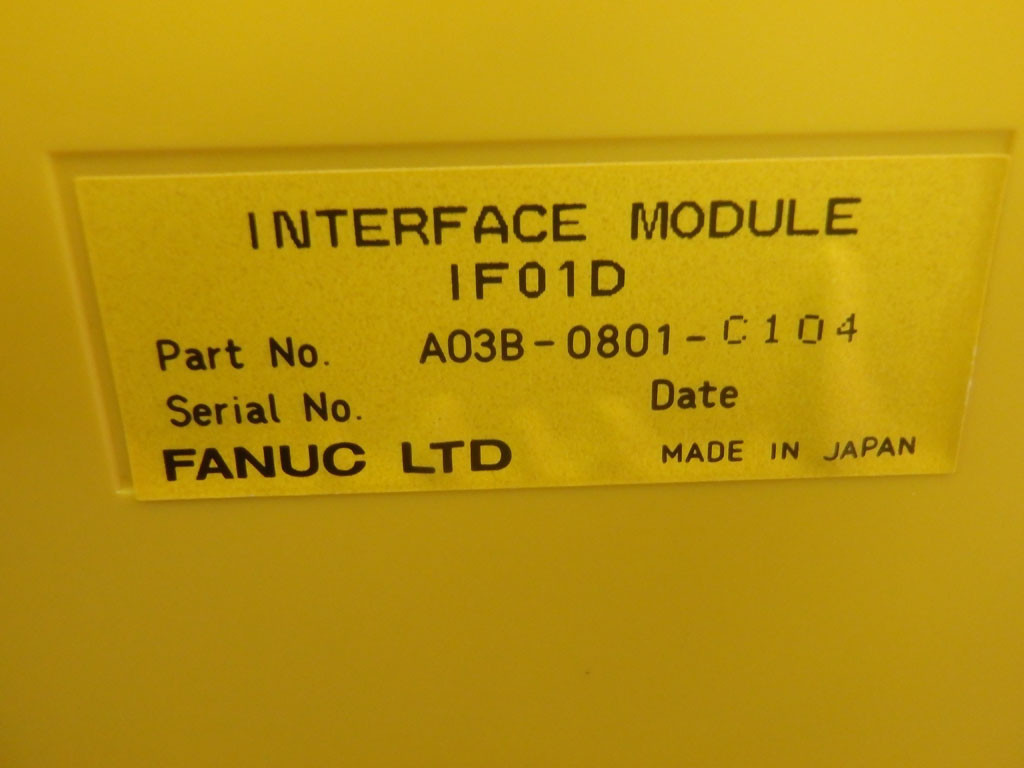 INTERFACE MODULE
IF01D
Part No. A03B-0801-C104
Serial No. Date
FANUC LTD MADE IN JAPAN